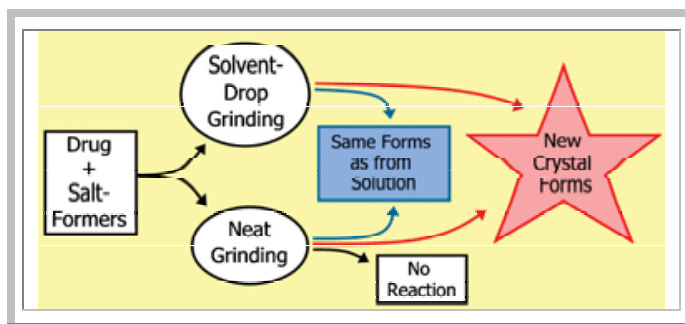 Solvent-
Drop
Grinding
Drug
+
Salt-
Formers
Same Forms
as from
Solution
New
Crystal
Forms
Neat
Grinding
No
Reaction